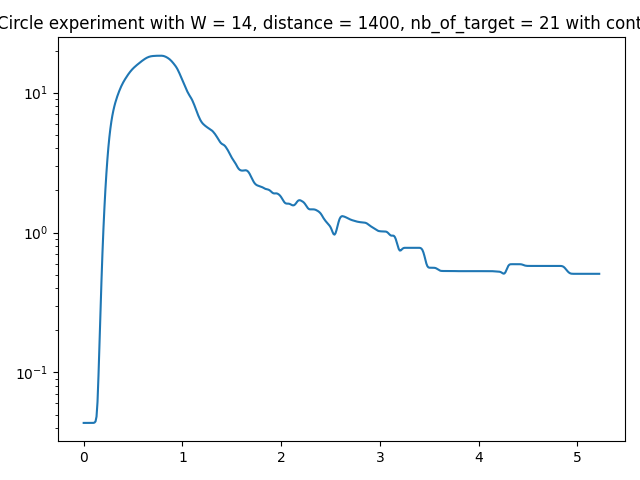 Circle experiment with W = 14, distance = 1400, nb_of_target = 21 with cont
10¹
10⁰
10⁻¹
0 1 2 3 4 5